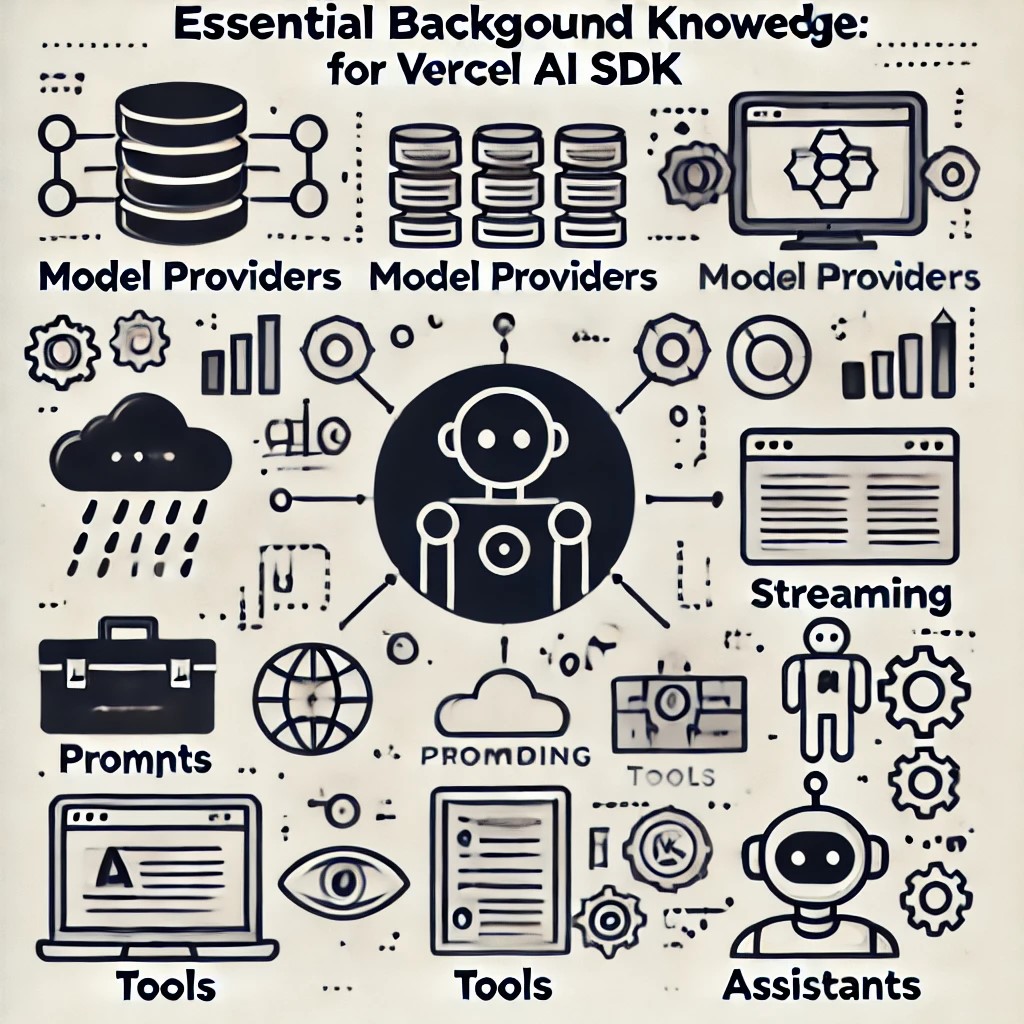 Essential Backgound Knowedge:
for Vercel AI SDK
Model Providers
Model Providers
Model Providers
Streaming
Prompts
PROMDING
TOOLS
A
Tools
Tools
Assistants